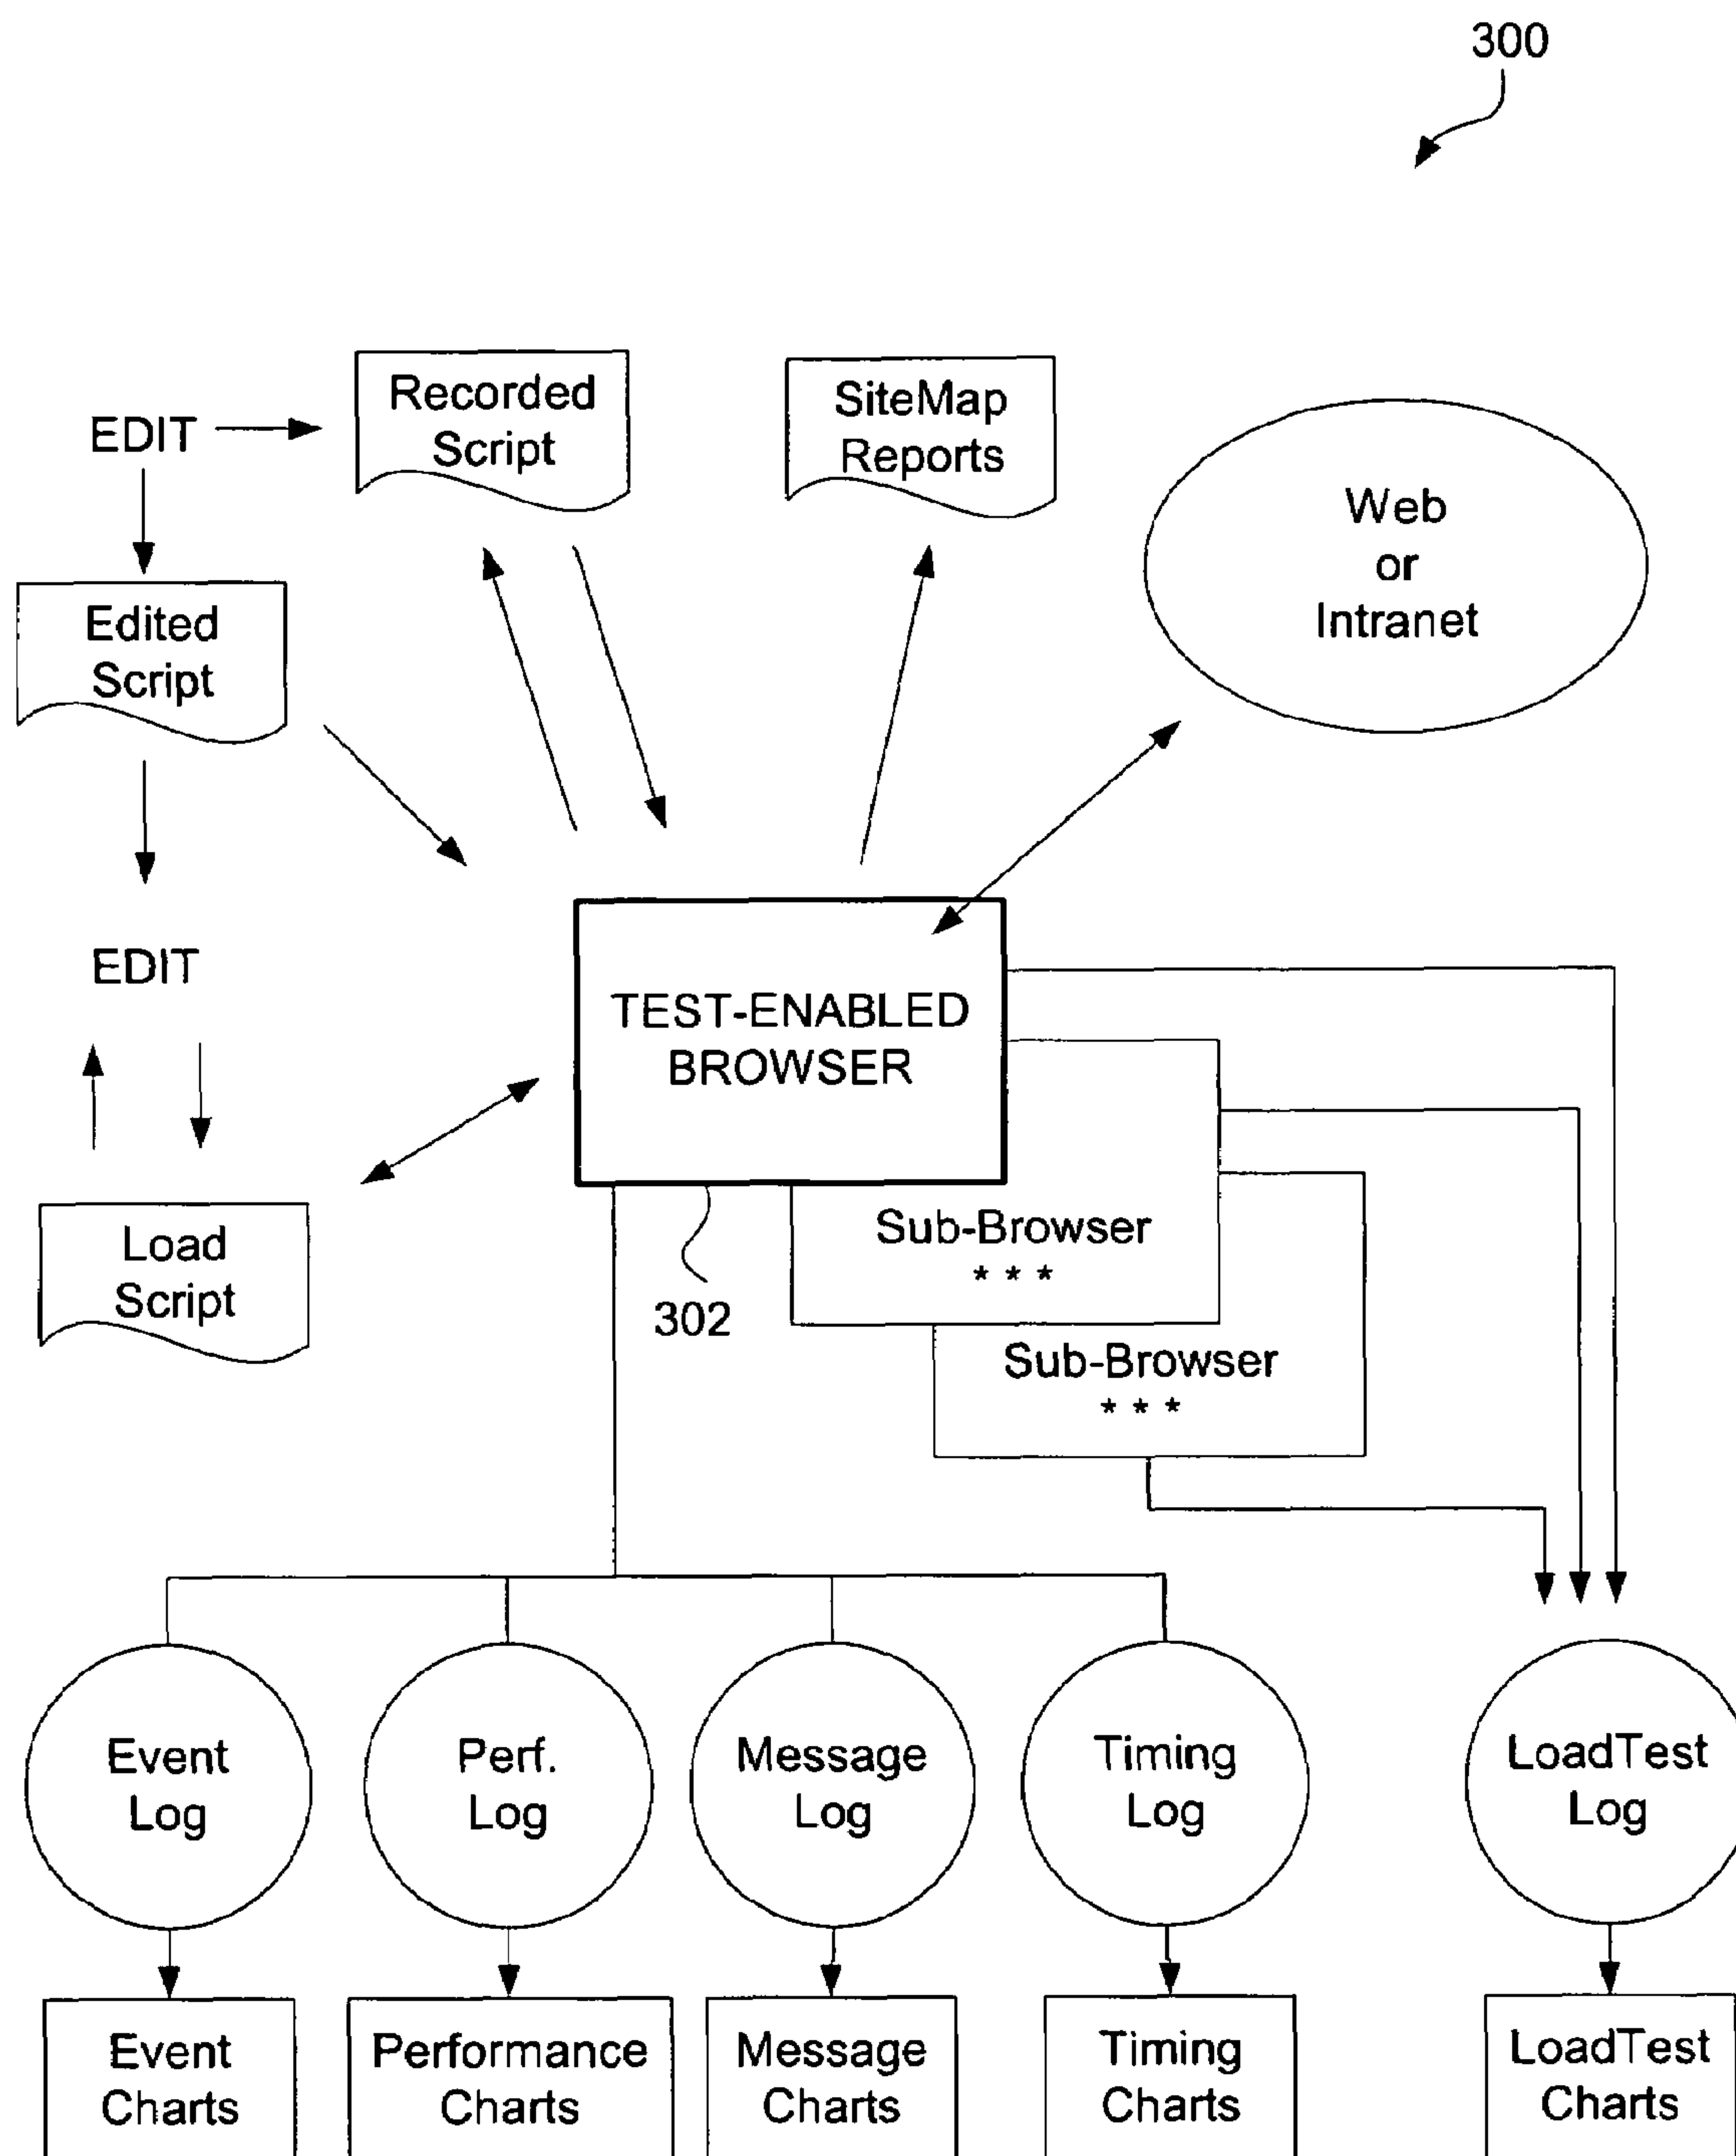 300
Recorded
Script
SiteMap
Reports
EDIT
Web
or
Intranet
Edited
Script
EDIT
TEST-ENABLED
BROWSER
Sub-Browser
* * *
Load
Script
302
Sub-Browser
* * *
Event
Log
Perf.
Log
Message
Log
Timing
Log
LoadTest
Log
Event
Charts
Performance
Charts
Message
Charts
Timing
Charts
LoadTest
Charts